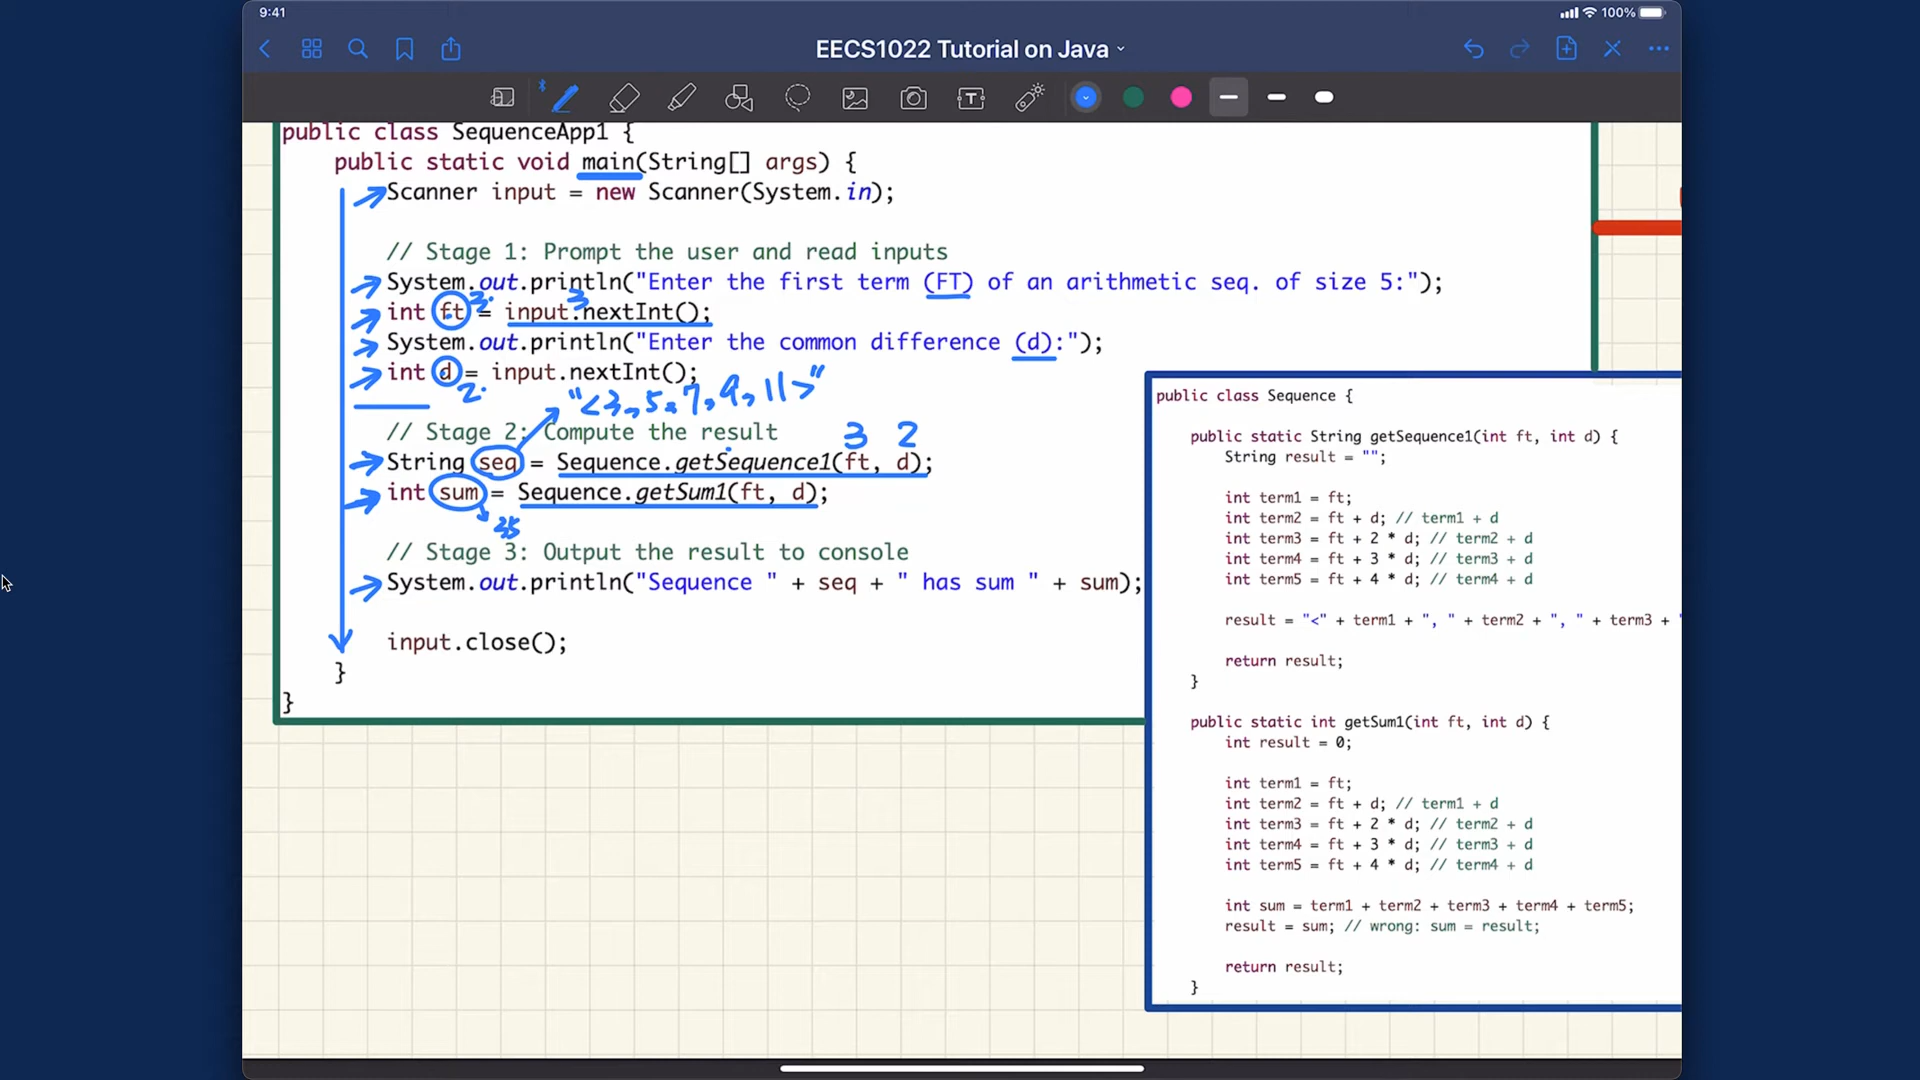 9:41
100%
EECS1022 Tutorial on Java
public class SequenceApp1 {
public static void main(String[] args) {
Scanner input = new Scanner(System.in);
// Stage 1: Prompt the user and read inputs
System.out.println("Enter the first term (FT) of an arithmetic seq. of size 5:");
3
3
int ft = input.nextInt();
System.out.println("Enter the common difference (d):");
int d = input.nextInt();
2
"<3, 5, 7, 9, 11>"
// Stage 2: Compute the result
3 2
String seq = Sequence.getSequence1(ft, d);
int sum = Sequence.getSum1(ft, d);
35
// Stage 3: Output the result to console
System.out.println("Sequence " + seq + " has sum " + sum);
input.close();
}
}
public class Sequence {
public static String getSequence1(int ft, int d) {
String result = "";
int term1 = ft;
int term2 = ft + d; // term1 + d
int term3 = ft + 2 * d; // term2 + d
int term4 = ft + 3 * d; // term3 + d
int term5 = ft + 4 * d; // term4 + d
result = "<" + term1 + ", " + term2 + ", " + term3 + "
return result;
}
public static int getSum1(int ft, int d) {
int result = 0;
int term1 = ft;
int term2 = ft + d; // term1 + d
int term3 = ft + 2 * d; // term2 + d
int term4 = ft + 3 * d; // term3 + d
int term5 = ft + 4 * d; // term4 + d
int sum = term1 + term2 + term3 + term4 + term5;
result = sum; // wrong: sum = result;
return result;
}